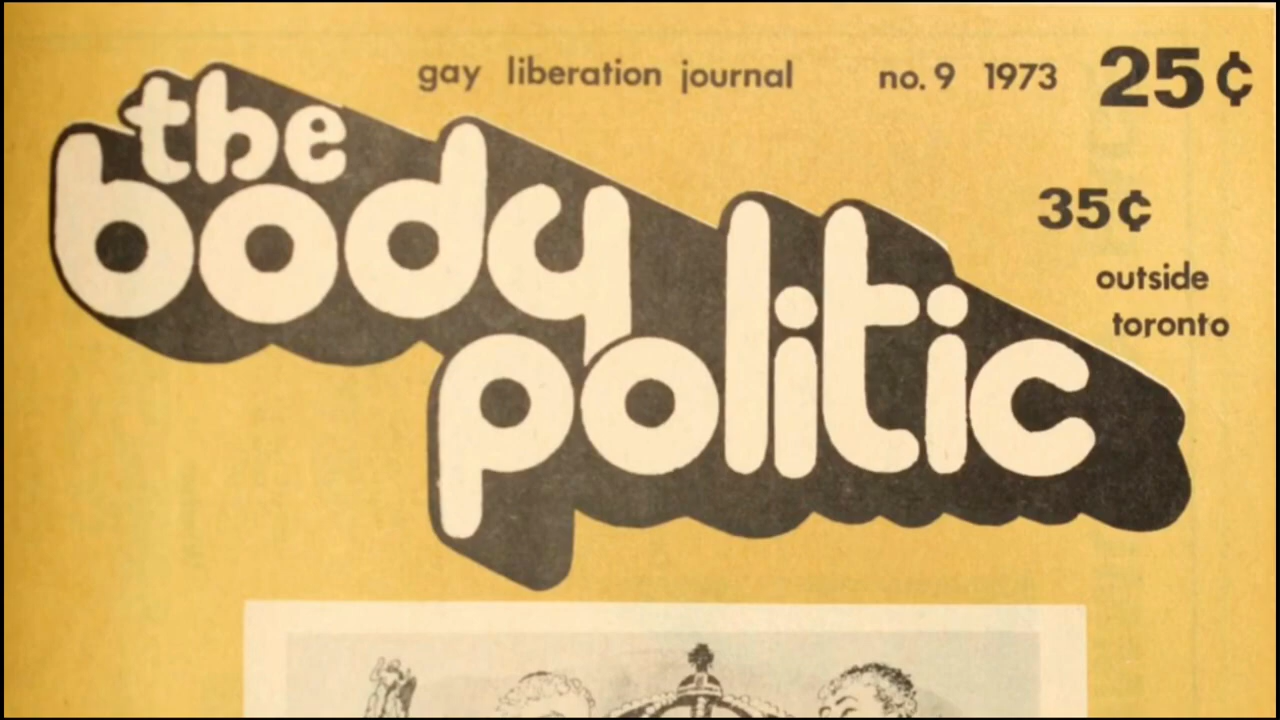 gay liberation journal no. 9 1973 25¢
the
body
politic
35¢
outside
toronto